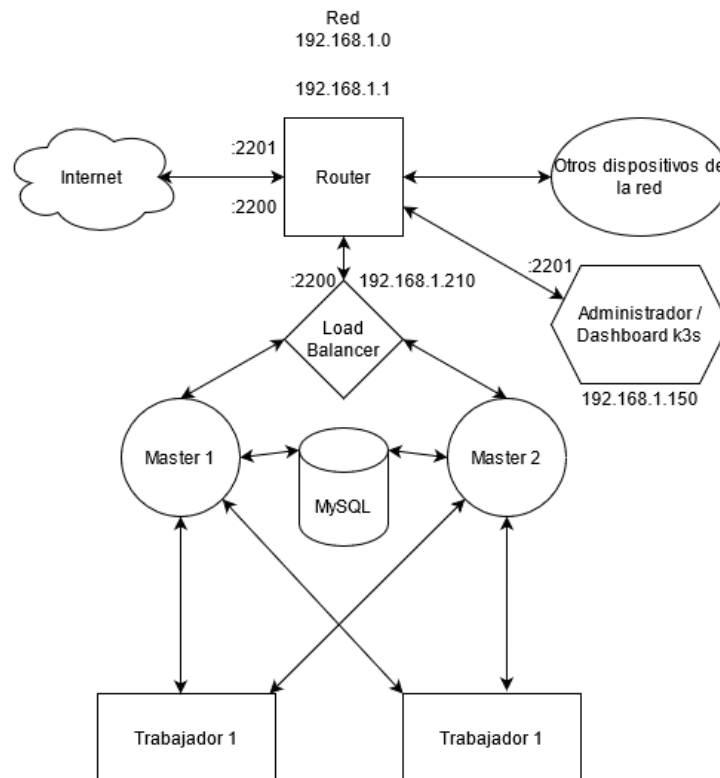 Red
192.168.1.0
192.168.1.1
:2201
Internet
Router
Otros dispositivos de
la red
:2200
:2201
:2200
192.168.1.210
Administrador /
Dashboard k3s
Load
Balancer
192.168.1.150
Master 1
Master 2
MySQL
Trabajador 1
Trabajador 1